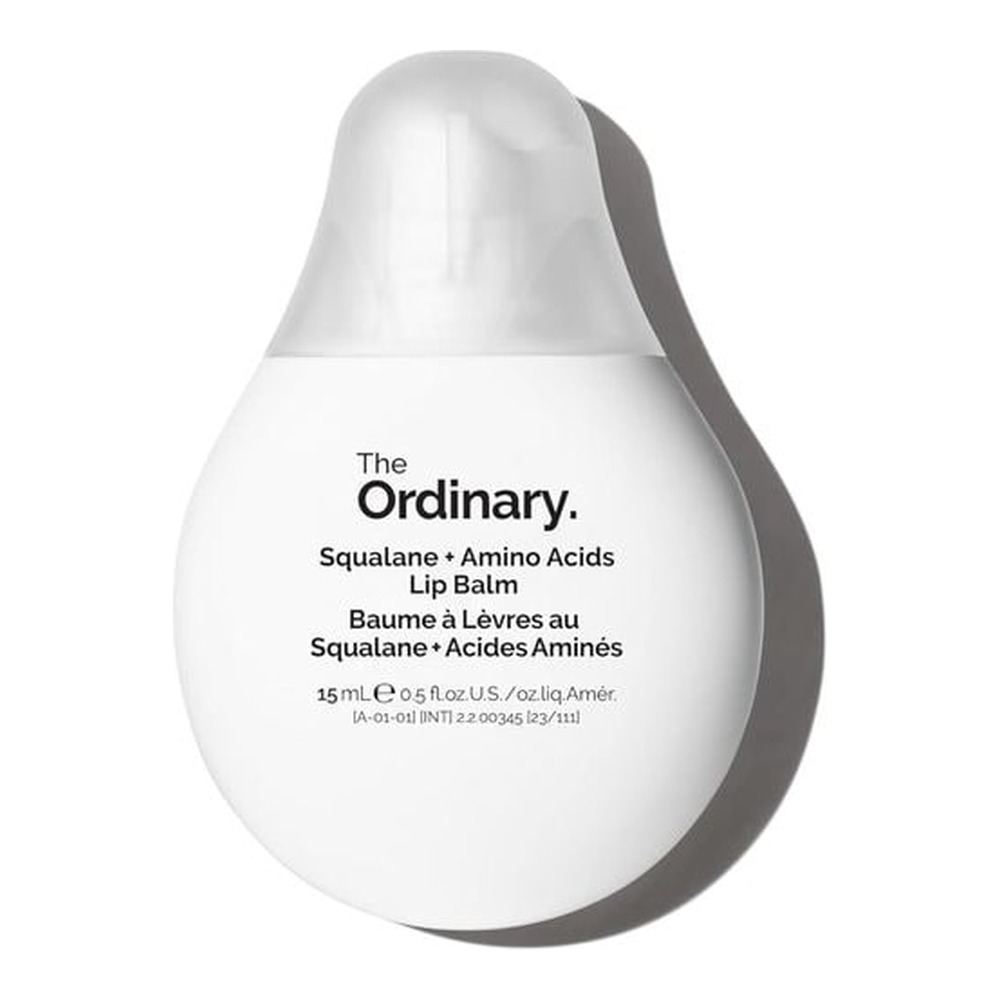 The
Ordinary.
Squalane + Amino Acids
Lip Balm
Baume à Lèvres au
Squalane + Acides Aminés
15 mL ℮ 0.5 fl.oz.U.S./oz.liq.Amér.
[A-01-01] [INT] 2.2.00345 [23/111]